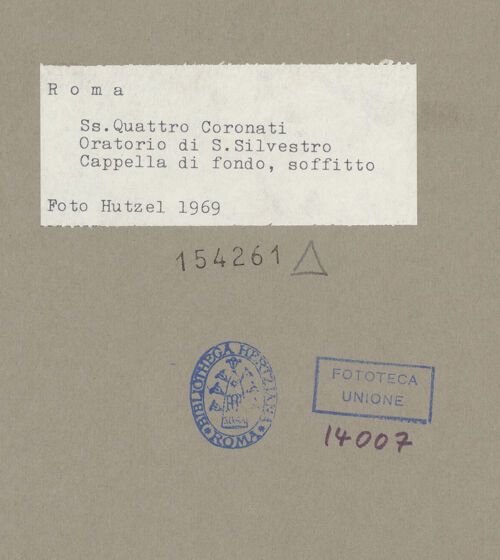 Roma
Ss.Quattro Coronati
Oratorio di S.Silvestro
Cappella di fondo, soffitto
Foto Hutzel 1969
154261
BIBLIOTHECA HERTZIANA
ROMA
FOTOTECA
UNIONE
14007